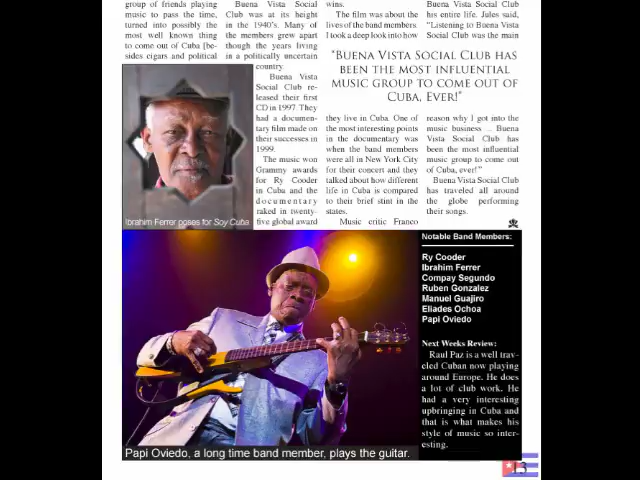 group of friends playing
music to pass the time,
turned into possibly the
most well known thing
to come out of Cuba [be-
sides cigars and political
Buena Vista Social
Club was at its height
in the 1940's. Many of
the members grew apart
though the years living
in a politically uncertain
country.
Buena Vista
Social Club re-
leased their first
CD in 1997. They
had a documen-
tary film made on
their successes in
1999.
The music won
Grammy awards
for Ry Cooder
in Cuba and the
documentary
raked in twenty-
five global award
Ibrahim Ferrer poses for Soy Cuba
wins.
The film was about the
lives of the band members.
I took a deep look into how
"Buena Vista Social Club has
been the most influential
music group to come out of
Cuba, Ever!"
they live in Cuba. One of
the most interesting points
in the documentary was
when the band members
were all in New York City
for their concert and they
talked about how different
life in Cuba is compared
to their brief stint in the
states.
Music critic Franco
Buena Vista Social Club
his entire life. Jules said,
"Listening to Buena Vista
Social Club was the main
reason why I got into the
music business ... Buena
Vista Social Club has
been the most influential
music group to come out
of Cuba, ever!"
Buena Vista Social Club
has traveled all around
the globe performing
their songs.
Papi Oviedo, a long time band member, plays the guitar.
Notable Band Members:
Ry Cooder
Ibrahim Ferrer
Compay Segundo
Ruben Gonzalez
Manuel Guajiro
Eliades Ochoa
Papi Oviedo
Next Weeks Review:
Raul Paz is a well trav-
eled Cuban now playing
around Europe. He does
a lot of club work. He
had a very interesting
upbringing in Cuba and
that is what makes his
style of music so inter-
esting.
13